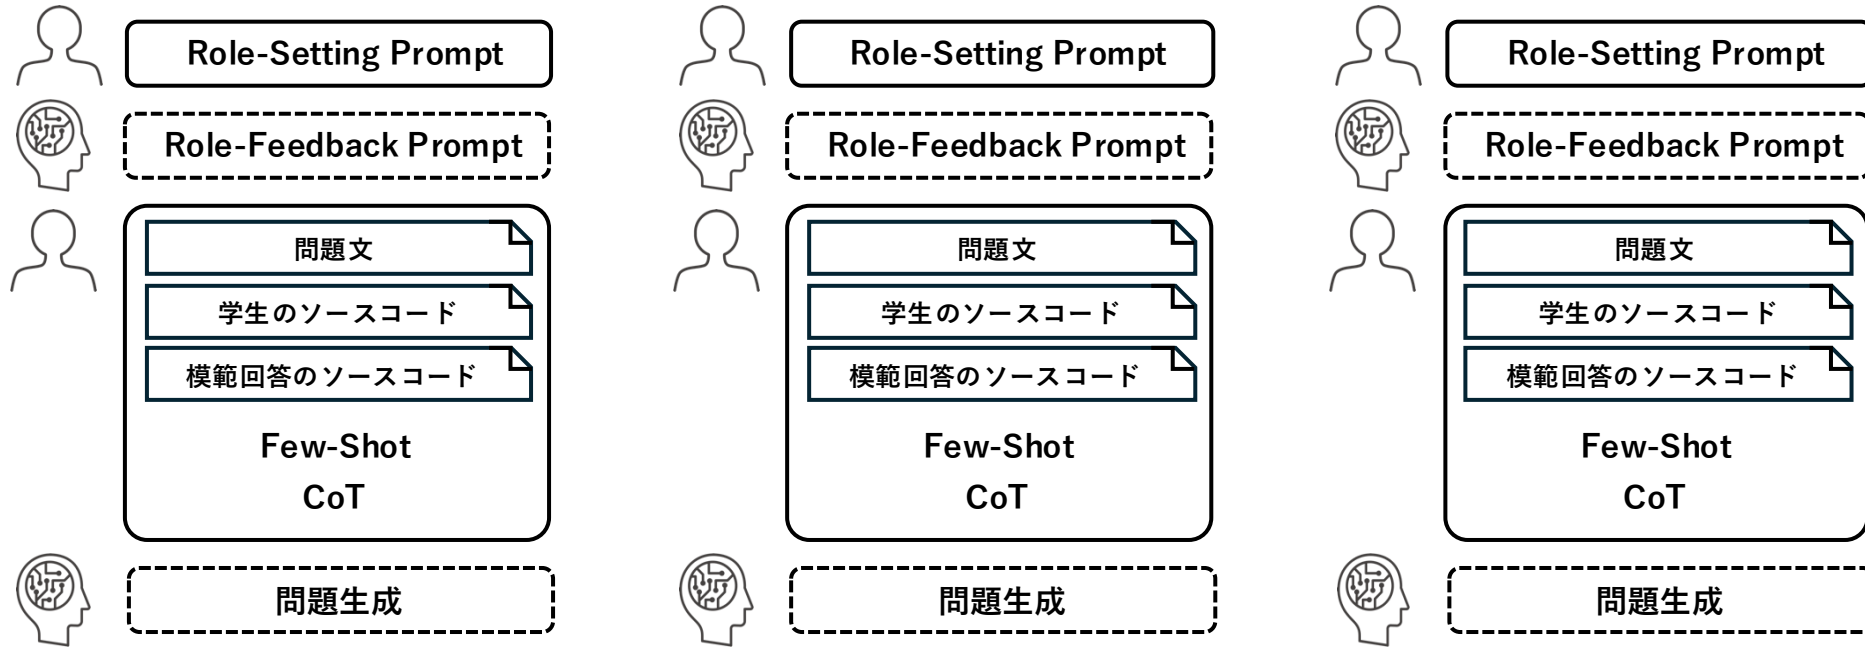 Role-Setting Prompt
Role-Feedback Prompt
問題文
学生のソースコード
模範回答のソースコード
Few-Shot
CoT
問題生成
Role-Setting Prompt
Role-Feedback Prompt
問題文
学生のソースコード
模範回答のソースコード
Few-Shot
CoT
問題生成
Role-Setting Prompt
Role-Feedback Prompt
問題文
学生のソースコード
模範回答のソースコード
Few-Shot
CoT
問題生成